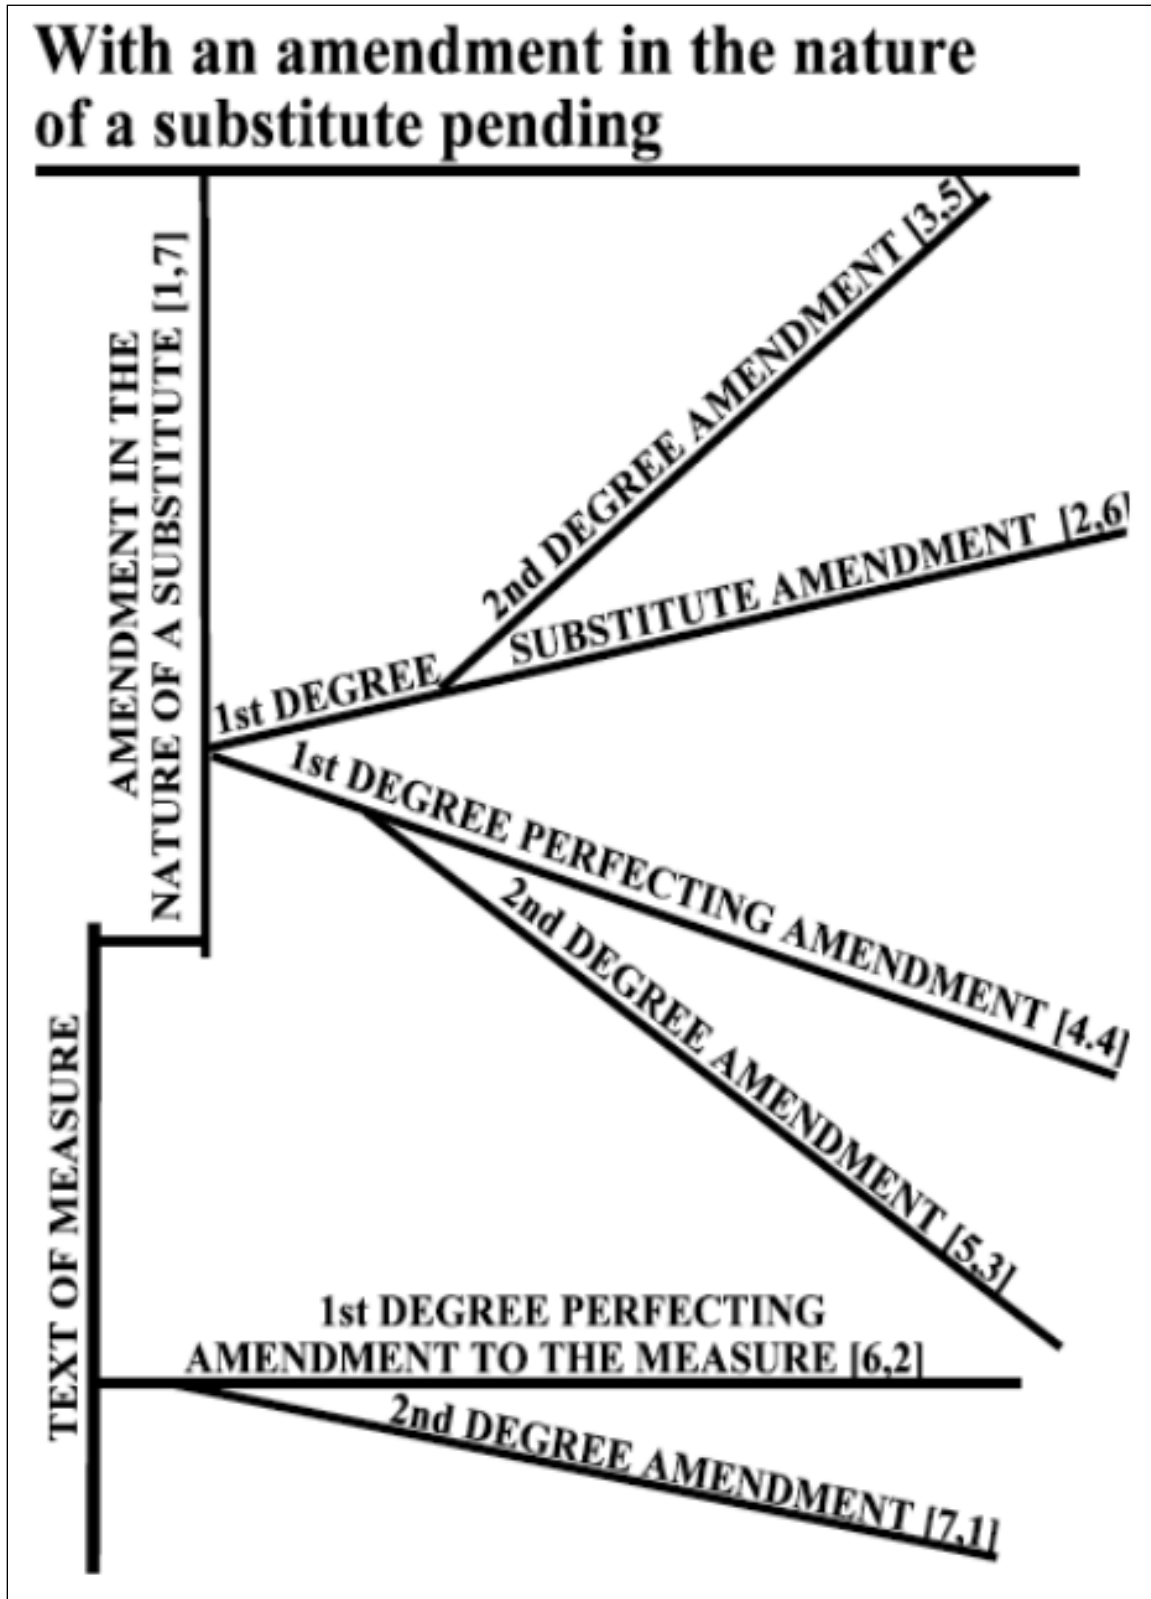 With an amendment in the nature
of a substitute pending
AMENDMENT IN THE
NATURE OF A SUBSTITUTE [1,7]
2nd DEGREE AMENDMENT [3,5]
1st DEGREE SUBSTITUTE AMENDMENT [2,6]
1st DEGREE PERFECTING AMENDMENT [4.4]
2nd DEGREE AMENDMENT [5,3]
TEXT OF MEASURE
1st DEGREE PERFECTING
AMENDMENT TO THE MEASURE [6,2]
2nd DEGREE AMENDMENT [7,1]